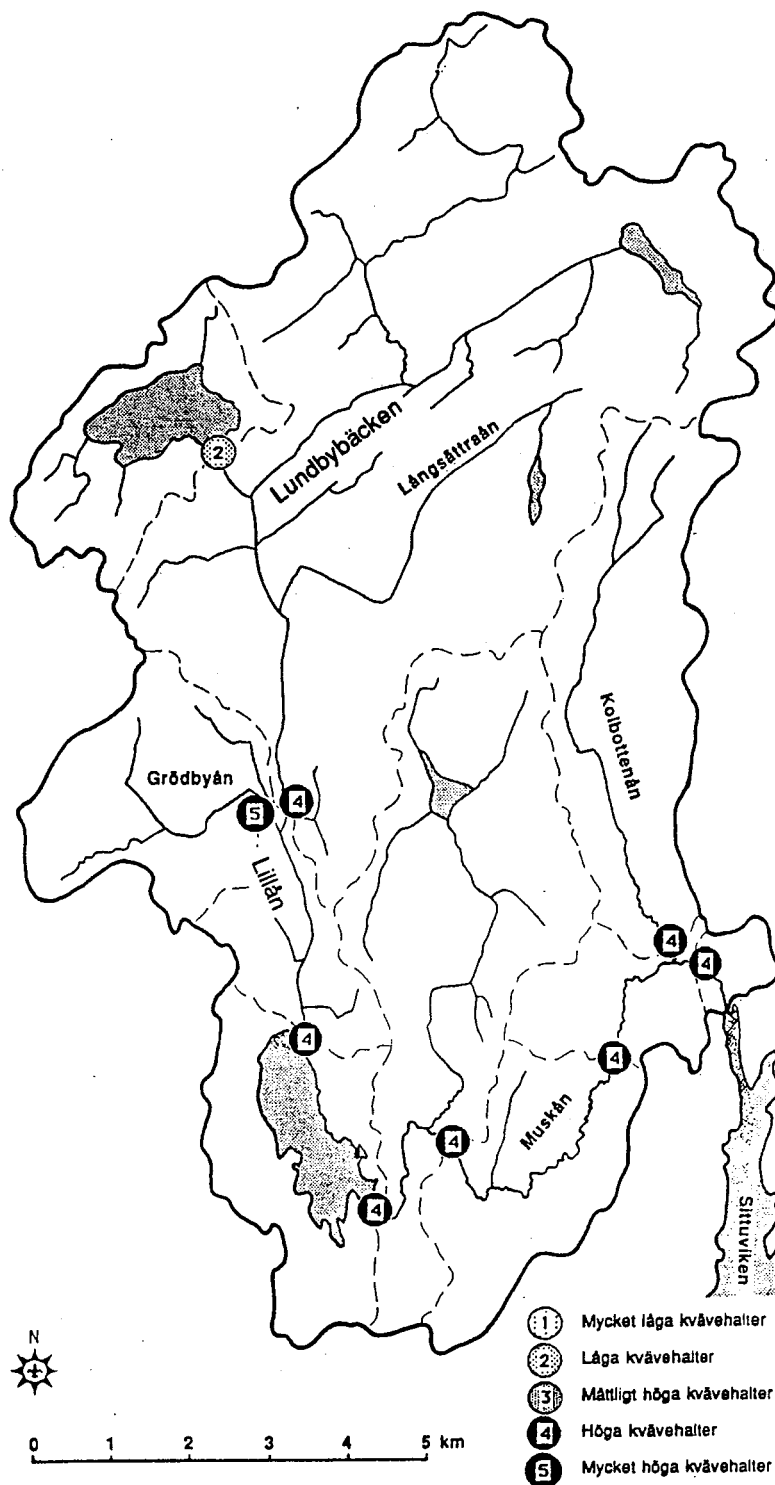 2
Lundbybäcken
Långsättraån
Kolbottenån
Grödbyån
5
4
Lillån
4
4
4
4
Muskån
4
4
Sittuviken
N
1 Mycket låga kvävehalter
2 Låga kvävehalter
3 Måttligt höga kvävehalter
4 Höga kvävehalter
5 Mycket höga kvävehalter
0 1 2 3 4 5 km